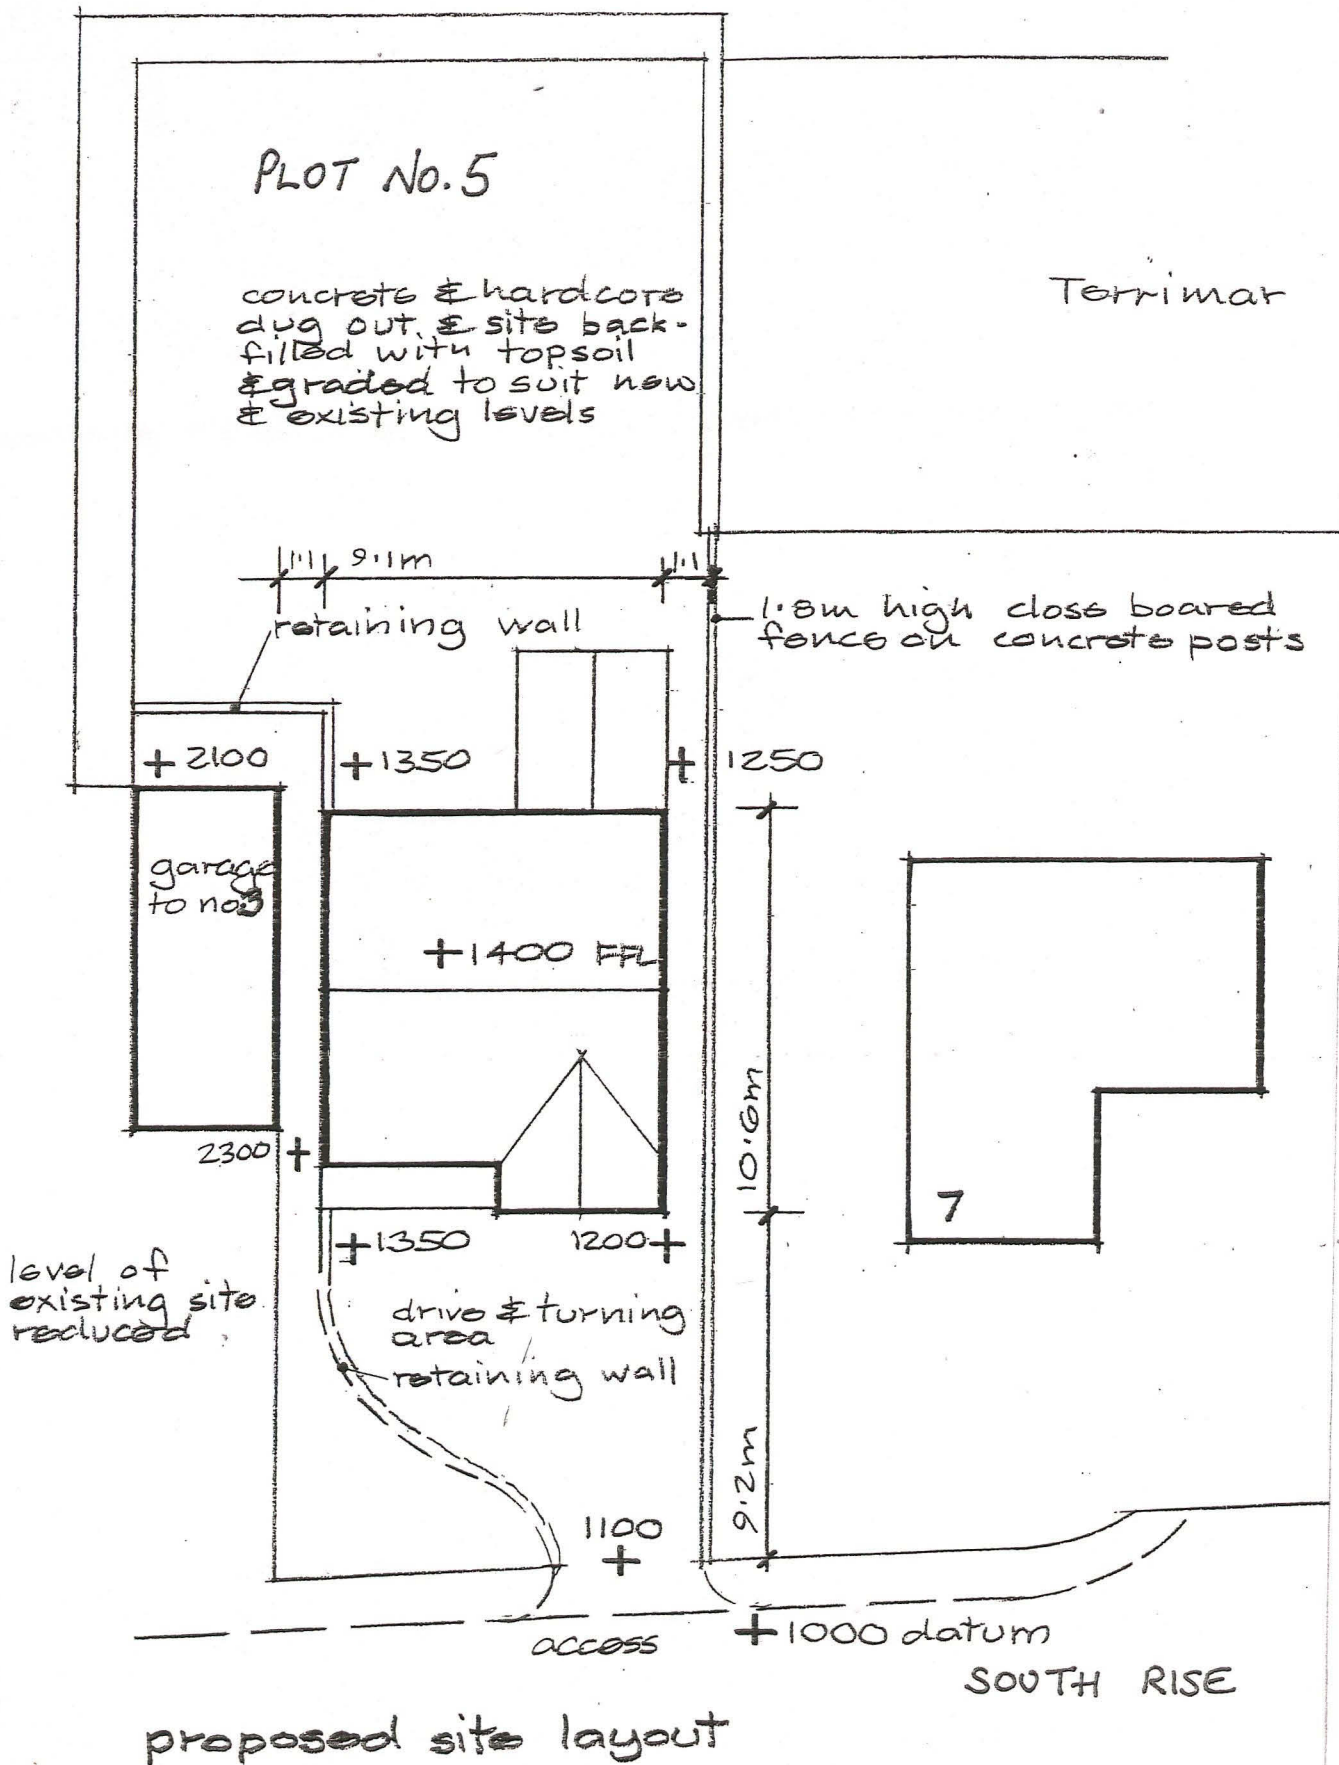 PLOT No.5
concrete & hardcore
dug out & site back-
filled with topsoil
& graded to suit new
& existing levels
Terrimar
1·1 9·1m 1·1
retaining wall
1·8m high close boared
fence on concrete posts
+ 2100
+ 1350
+ 1250
garage
to no3
+ 1400 FFL
10·6m
2300 +
7
+ 1350
1200 +
level of
existing site
reduced
drive & turning
area
retaining wall
9·2m
1100
+
access
+ 1000 datum
SOUTH RISE
proposed site layout